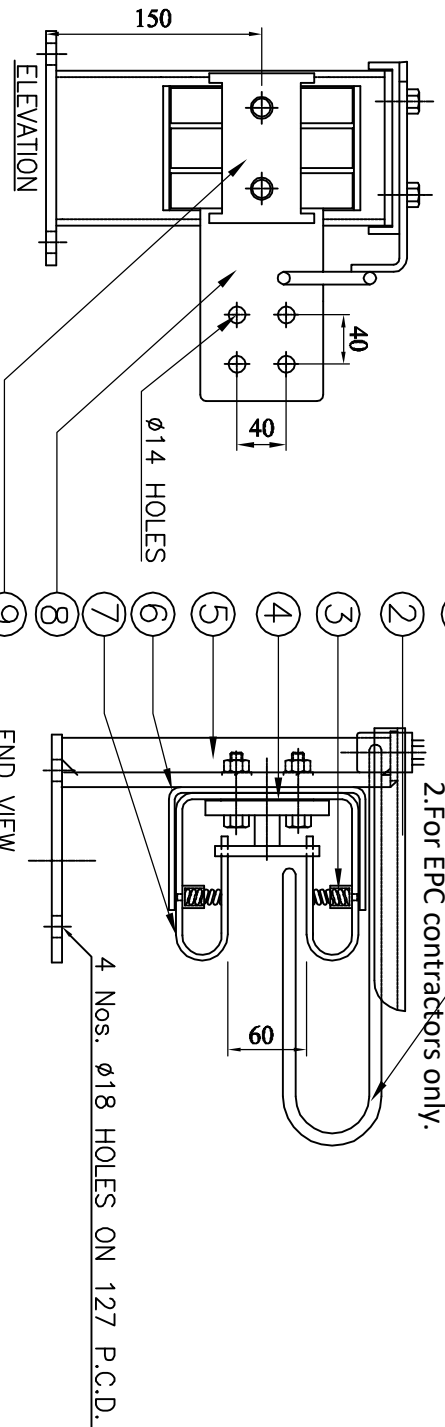 150
ELEVATION
40
40
ø14 HOLES
2.For EPC contractors only.
2
3
4
5
6
7
8
9
60
END VIEW
4 Nos. ø18 HOLES ON 127 P.C.D.